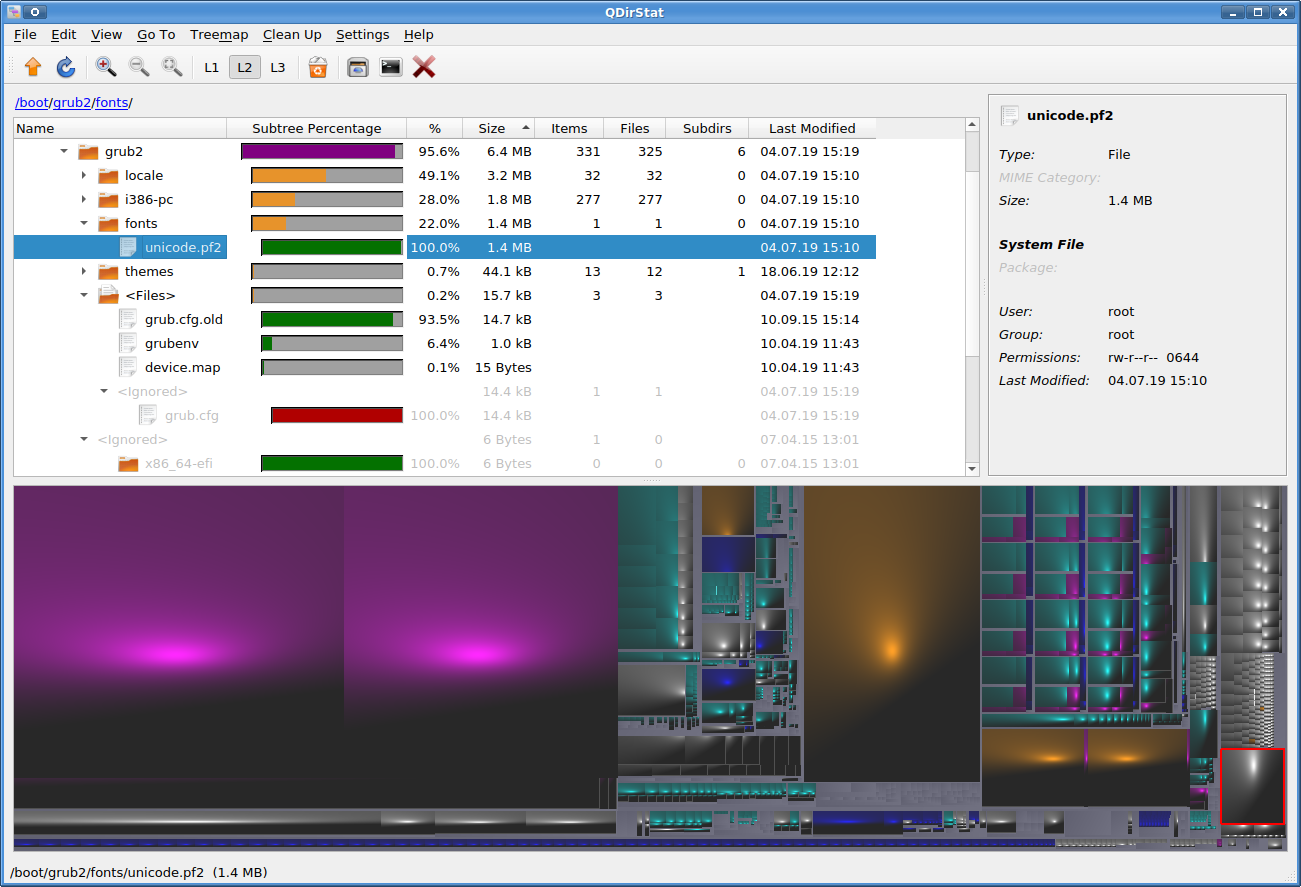 QDirStat
File Edit View Go To Treemap Clean Up Settings Help
L1 L2 L3
/boot/grub2/fonts/
Name Subtree Percentage % Size Items Files Subdirs Last Modified
grub2 95.6% 6.4 MB 331 325 6 04.07.19 15:19
locale 49.1% 3.2 MB 32 32 0 04.07.19 15:10
i386-pc 28.0% 1.8 MB 277 277 0 04.07.19 15:10
fonts 22.0% 1.4 MB 1 1 0 04.07.19 15:10
unicode.pf2 100.0% 1.4 MB 04.07.19 15:10
themes 0.7% 44.1 kB 13 12 1 18.06.19 12:12
<Files> 0.2% 15.7 kB 3 3 04.07.19 15:19
grub.cfg.old 93.5% 14.7 kB 10.09.15 15:14
grubenv 6.4% 1.0 kB 10.04.19 11:43
device.map 0.1% 15 Bytes 10.04.19 11:43
<Ignored> 14.4 kB 1 1 04.07.19 15:19
grub.cfg 100.0% 14.4 kB 04.07.19 15:19
<Ignored> 6 Bytes 1 0 07.04.15 13:01
x86_64-efi 100.0% 6 Bytes 0 0 0 07.04.15 13:01
unicode.pf2
Type: File
MIME Category:
Size: 1.4 MB
System File
Package:
User: root
Group: root
Permissions: rw-r--r-- 0644
Last Modified: 04.07.19 15:10
/boot/grub2/fonts/unicode.pf2 (1.4 MB)